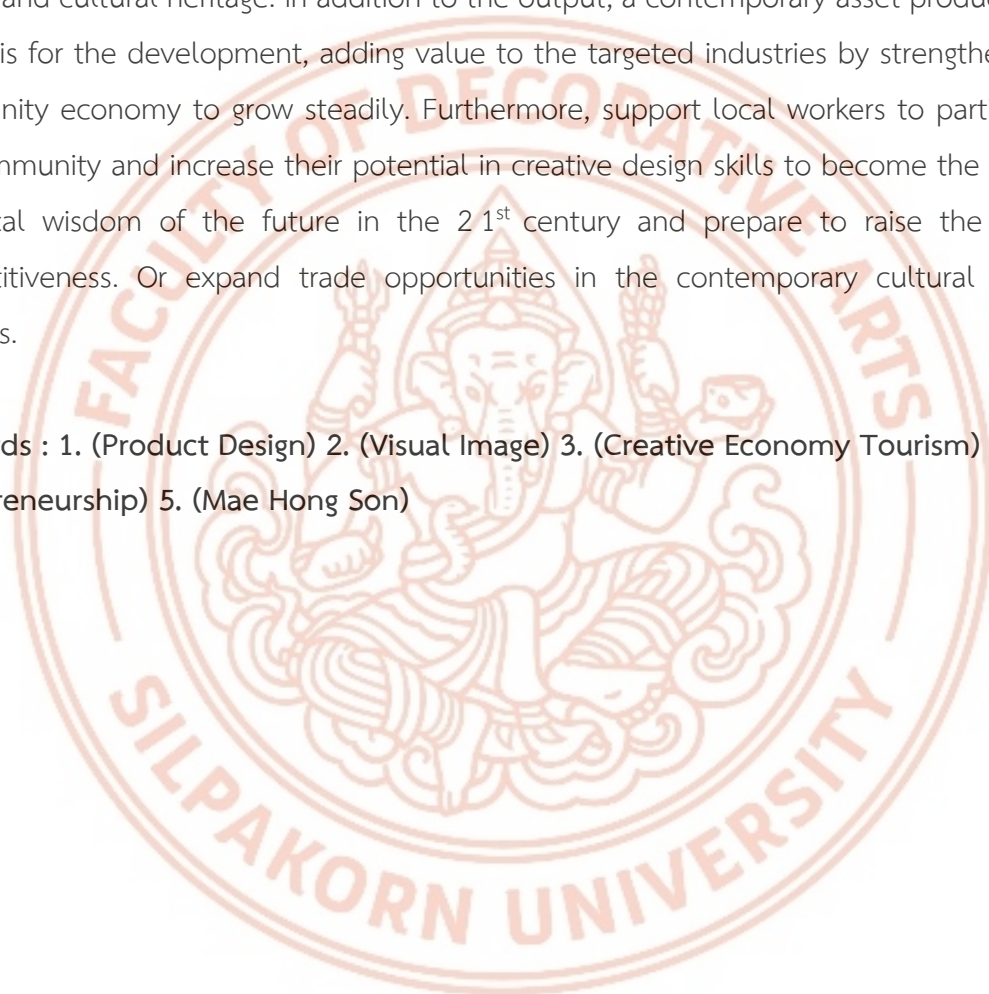 and cultural heritage. In addition to the output, a contemporary asset produc
is for the development, adding value to the targeted industries by strengthe
nity economy to grow steadily. Furthermore, support local workers to part
mmunity and increase their potential in creative design skills to become the
cal wisdom of the future in the 21st century and prepare to raise the
titiveness. Or expand trade opportunities in the contemporary cultural
s.
ds : 1. (Product Design) 2. (Visual Image) 3. (Creative Economy Tourism)
reneurship) 5. (Mae Hong Son)
FACULTY OF DECORATIVE ARTS
SILPAKORN UNIVERSITY